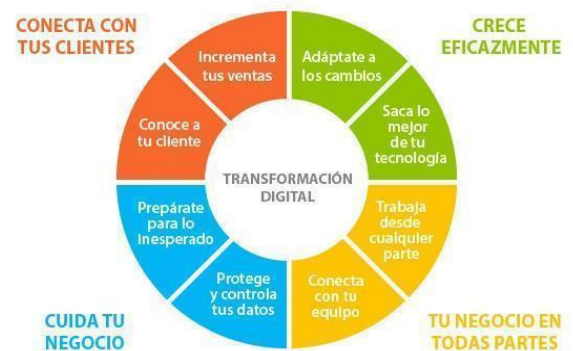 CONECTA CON
TUS CLIENTES
CRECE
EFICAZMENTE
Incrementa
tus ventas
Adáptate a
los cambios
Conoce a
tu cliente
Saca lo
mejor
de tu
tecnología
TRANSFORMACIÓN
DIGITAL
Prepárate
para lo
inesperado
Trabaja
desde
cualquier
parte
Protege
y controla
tus datos
Conecta
con tu
equipo
CUIDA TU
NEGOCIO
TU NEGOCIO EN
TODAS PARTES